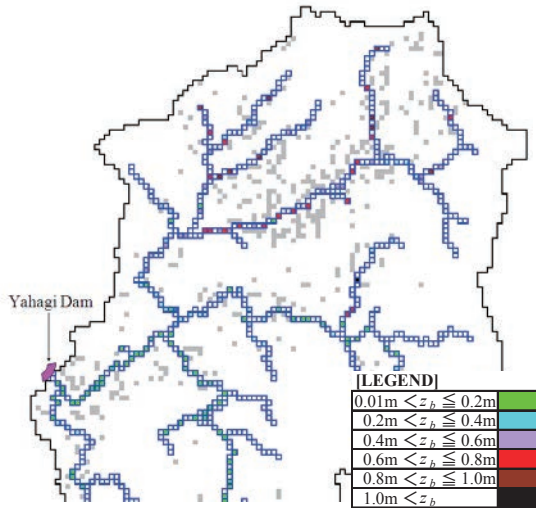 Yahagi Dam
[LEGEND]
0.01m < z_b ≦ 0.2m
0.2m < z_b ≦ 0.4m
0.4m < z_b ≦ 0.6m
0.6m < z_b ≦ 0.8m
0.8m < z_b ≦ 1.0m
1.0m < z_b